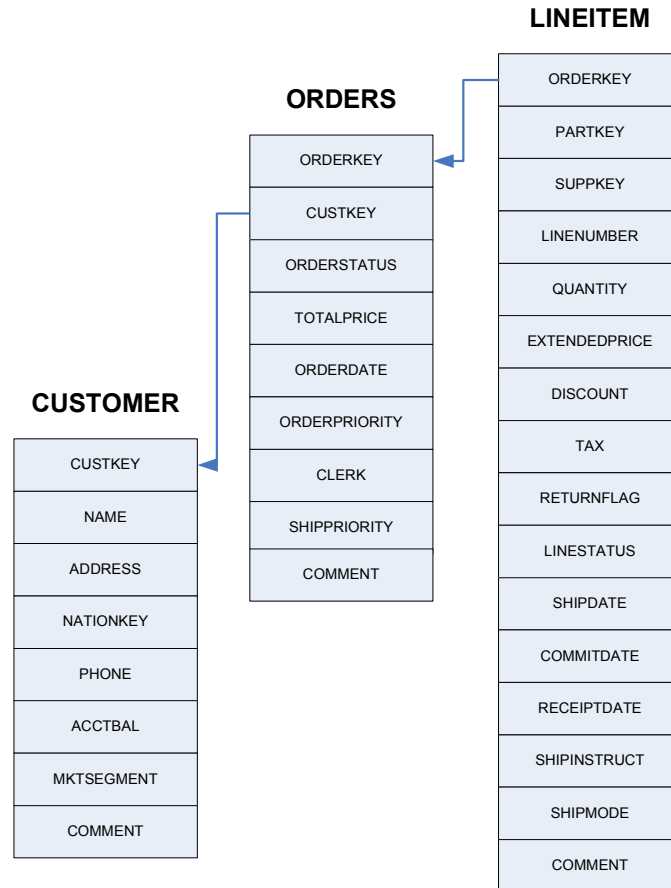 LINEITEM
ORDERKEY
PARTKEY
SUPPKEY
LINENUMBER
QUANTITY
EXTENDEDPRICE
DISCOUNT
TAX
RETURNFLAG
LINESTATUS
SHIPDATE
COMMITDATE
RECEIPTDATE
SHIPINSTRUCT
SHIPMODE
COMMENT
ORDERS
ORDERKEY
CUSTKEY
ORDERSTATUS
TOTALPRICE
ORDERDATE
ORDERPRIORITY
CLERK
SHIPPRIORITY
COMMENT
CUSTOMER
CUSTKEY
NAME
ADDRESS
NATIONKEY
PHONE
ACCTBAL
MKTSEGMENT
COMMENT